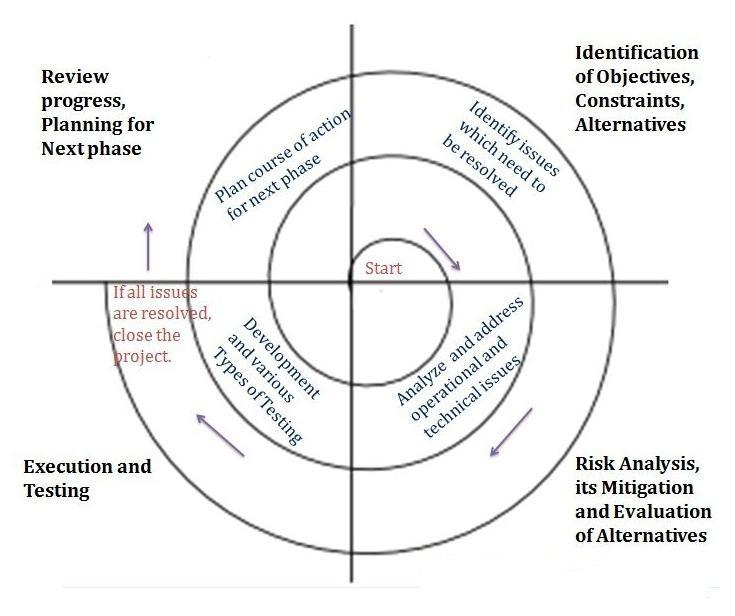 Review
progress,
Planning for
Next phase
Identification
of Objectives,
Constraints,
Alternatives
Plan course of action
for next phase
Identify issues
which need to
be resolved
Start
If all issues
are resolved,
close the
project.
Development
and various
Types of Testing
Analyze and address
operational and
technical issues
Execution and
Testing
Risk Analysis,
its Mitigation
and Evaluation
of Alternatives